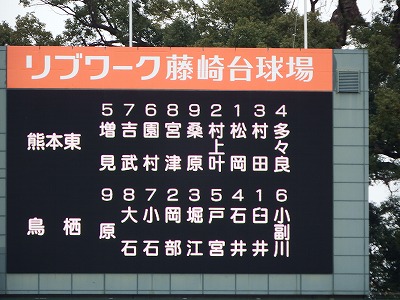 リブワーク藤崎台球場
5 7 6 8 9 2 1 3 4
熊本東 増見 吉武 園村 宮津 桑原 村上叶 松岡 村田 多々良
9 8 7 2 3 5 4 1 6
鳥栖 原 大石 小石 岡部 堀江 戸宮 石井 臼井 小副川